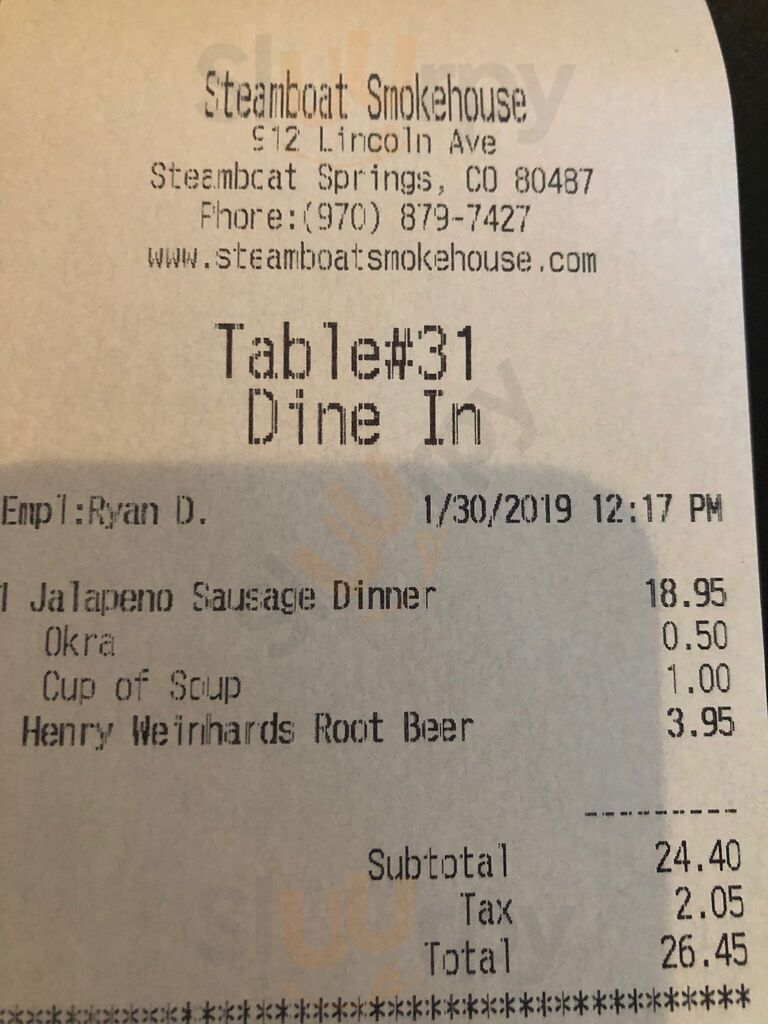 Steamboat Smokehouse
912 Lincoln Ave
Steamboat Springs, CO 80487
Phone:(970) 879-7427
www.steamboatsmokehouse.com
Table#31
Dine In
Empl:Ryan D. 1/30/2019 12:17 PM
1 Jalapeno Sausage Dinner 18.95
Okra 0.50
Cup of Soup 1.00
Henry Weinhards Root Beer 3.95
----------
Subtotal 24.40
Tax 2.05
Total 26.45
****************************************
Sluurpy
Sluurpy
Sluurpy